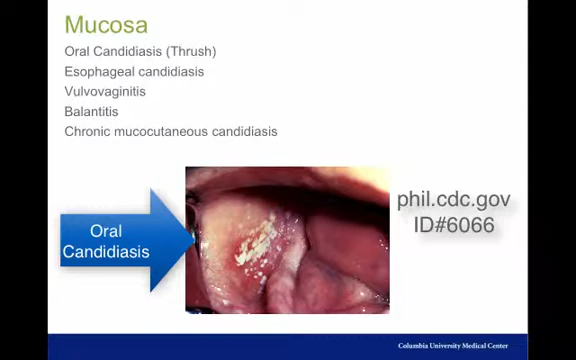 Mucosa
Oral Candidiasis (Thrush)
Esophageal candidiasis
Vulvovaginitis
Balantitis
Chronic mucocutaneous candidiasis
Oral
Candidiasis
phil.cdc.gov
ID#6066
Columbia University Medical Center